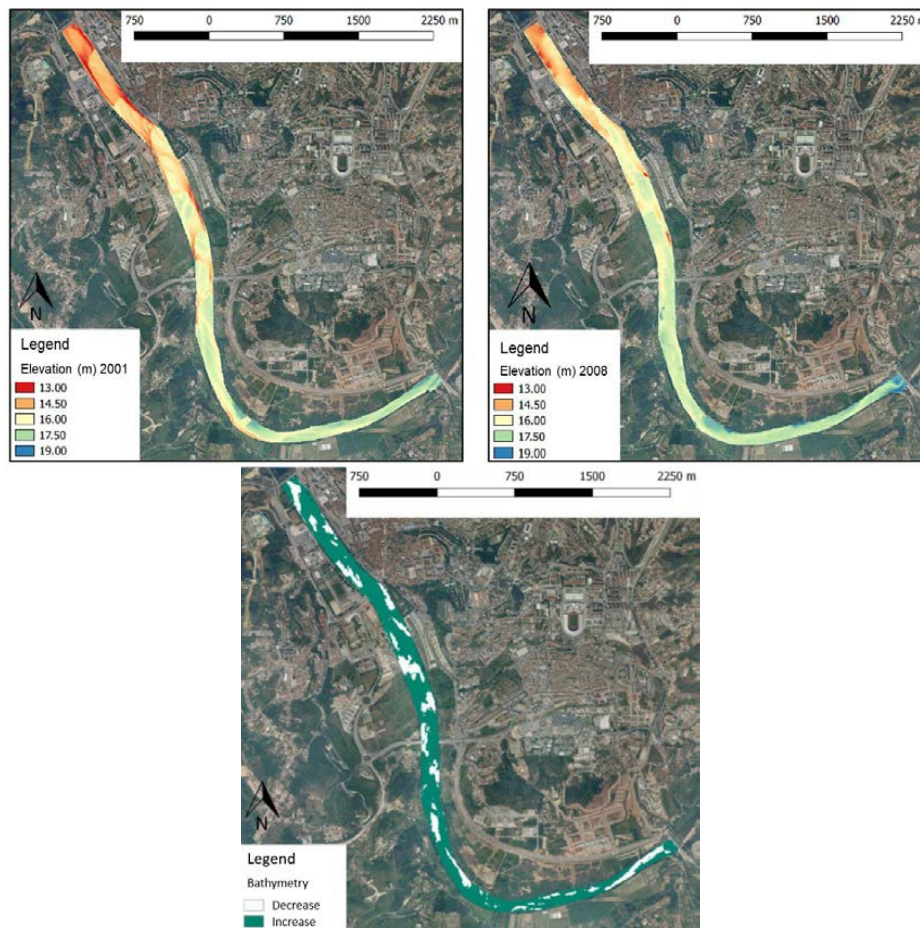 750 0 750 1500 2250 m
N
Legend
Elevation (m) 2001
13.00
14.50
16.00
17.50
19.00
750 0 750 1500 2250 m
N
Legend
Elevation (m) 2008
13.00
14.50
16.00
17.50
19.00
750 0 750 1500 2250 m
N
Legend
Bathymetry
Decrease
Increase